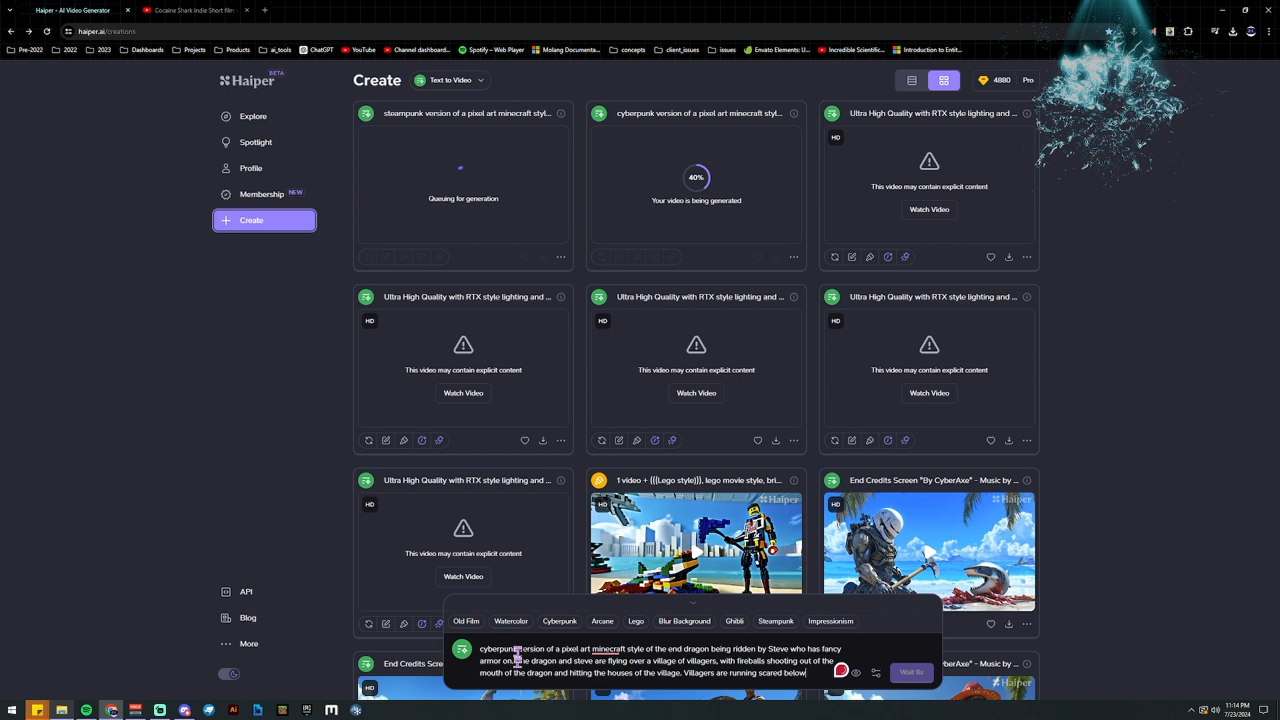 Haiper - AI Video Generator
Cocaine Shark indie Short film
haiper.ai/creations
Pre-2022
2022
2023
Dashboards
Projects
Products
ai_tools
ChatGPT
YouTube
Channel dashboard...
Spotify – Web Player
Molang Documenta...
concepts
client_issues
issues
Envato Elements U...
Incredible Scientific...
Introduction to Entit...
Haiper BETA
Create
Text to Video
4880 Pro
Explore
Spotlight
Profile
Membership NEW
Create
steampunk version of a pixel art minecraft styl...
Queuing for generation
cyberpunk version of a pixel art minecraft styl...
40%
Your video is being generated
Ultra High Quality with RTX style lighting and ...
HD
This video may contain explicit content
Watch Video
Ultra High Quality with RTX style lighting and ...
HD
This video may contain explicit content
Watch Video
Ultra High Quality with RTX style lighting and ...
HD
This video may contain explicit content
Watch Video
Ultra High Quality with RTX style lighting and ...
HD
This video may contain explicit content
Watch Video
Ultra High Quality with RTX style lighting and ...
HD
This video may contain explicit content
Watch Video
1 video + (((Lego style))), lego movie style, bri...
HD
Haiper
End Credits Screen "By CyberAxe" - Music by ...
HD
Haiper
API
Blog
More
End Credits Scree
Old Film
Watercolor
Cyberpunk
Arcane
Lego
Blur Background
Ghibli
Steampunk
Impressionism
cyberpunk version of a pixel art minecraft style of the end dragon being ridden by Steve who has fancy
armor on. the dragon and steve are flying over a village of villagers, with fireballs shooting out of the
mouth of the dragon and hitting the houses of the village. Villagers are running scared below
Wait 8s
11:14 PM
7/23/2024